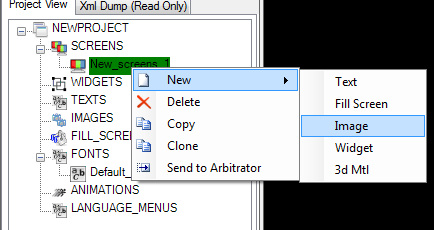 Project View
Xml Dump (Read Only)
NEWPROJECT
SCREENS
New_screens_1
WIDGETS
TEXTS
IMAGES
FILL_SCREE
FONTS
Default_
ANIMATIONS
LANGUAGE_MENUS
New
Delete
Copy
Clone
Send to Arbitrator
Text
Fill Screen
Image
Widget
3d Mtl